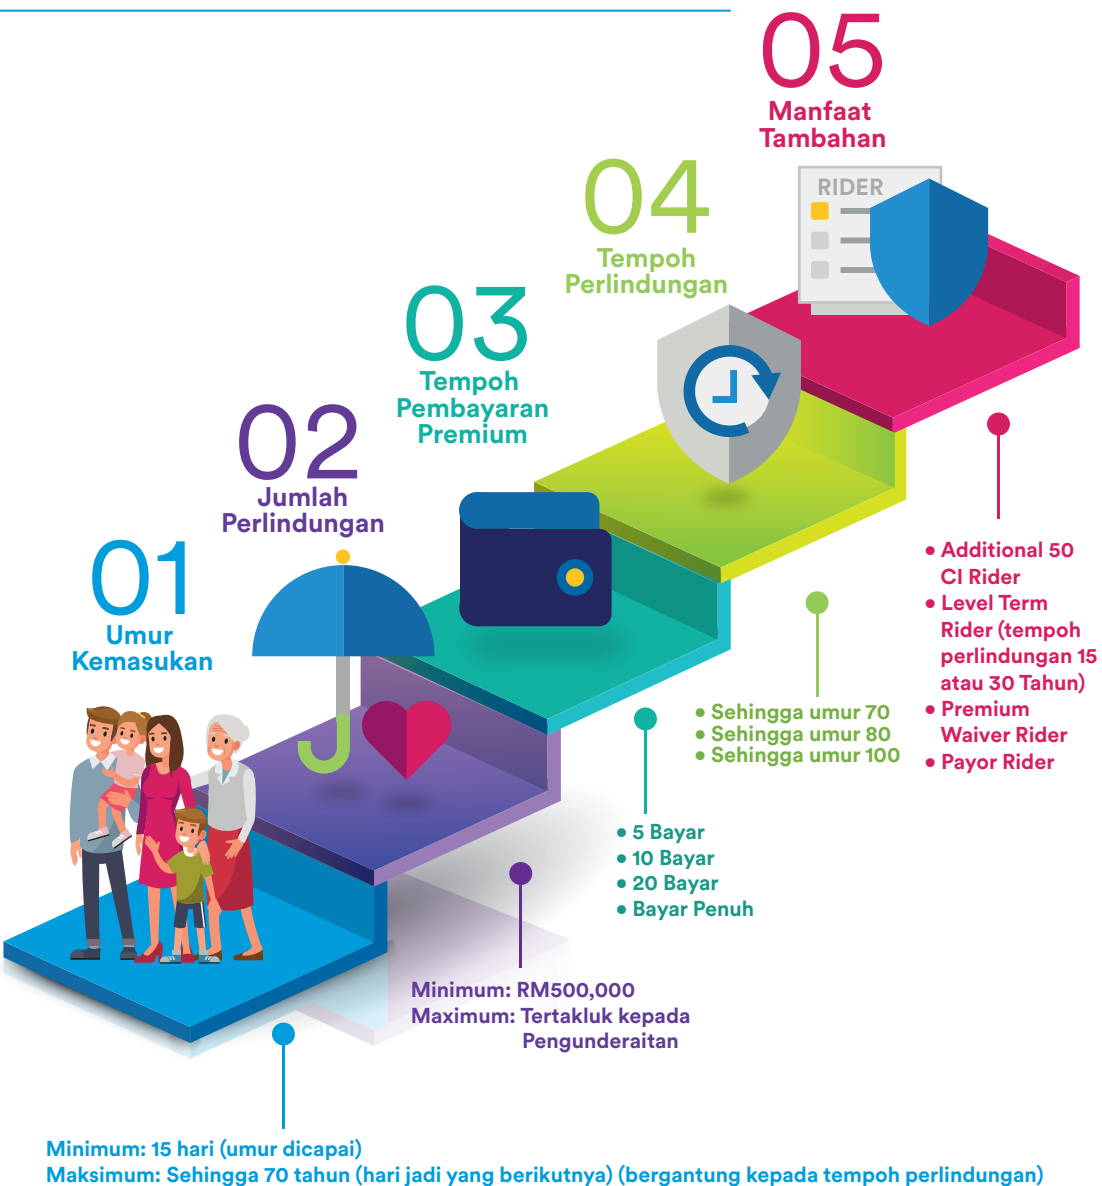 01
Umur
Kemasukan
Minimum: 15 hari (umur dicapai)
Maksimum: Sehingga 70 tahun (hari jadi yang berikutnya) (bergantung kepada tempoh perlindungan)
02
Jumlah
Perlindungan
Minimum: RM500,000
Maximum: Tertakluk kepada
Pengunderaitan
03
Tempoh
Pembayaran
Premium
• 5 Bayar
• 10 Bayar
• 20 Bayar
• Bayar Penuh
04
Tempoh
Perlindungan
• Sehingga umur 70
• Sehingga umur 80
• Sehingga umur 100
05
Manfaat
Tambahan
RIDER
• Additional 50
CI Rider
• Level Term
Rider (tempoh
perlindungan 15
atau 30 Tahun)
• Premium
Waiver Rider
• Payor Rider